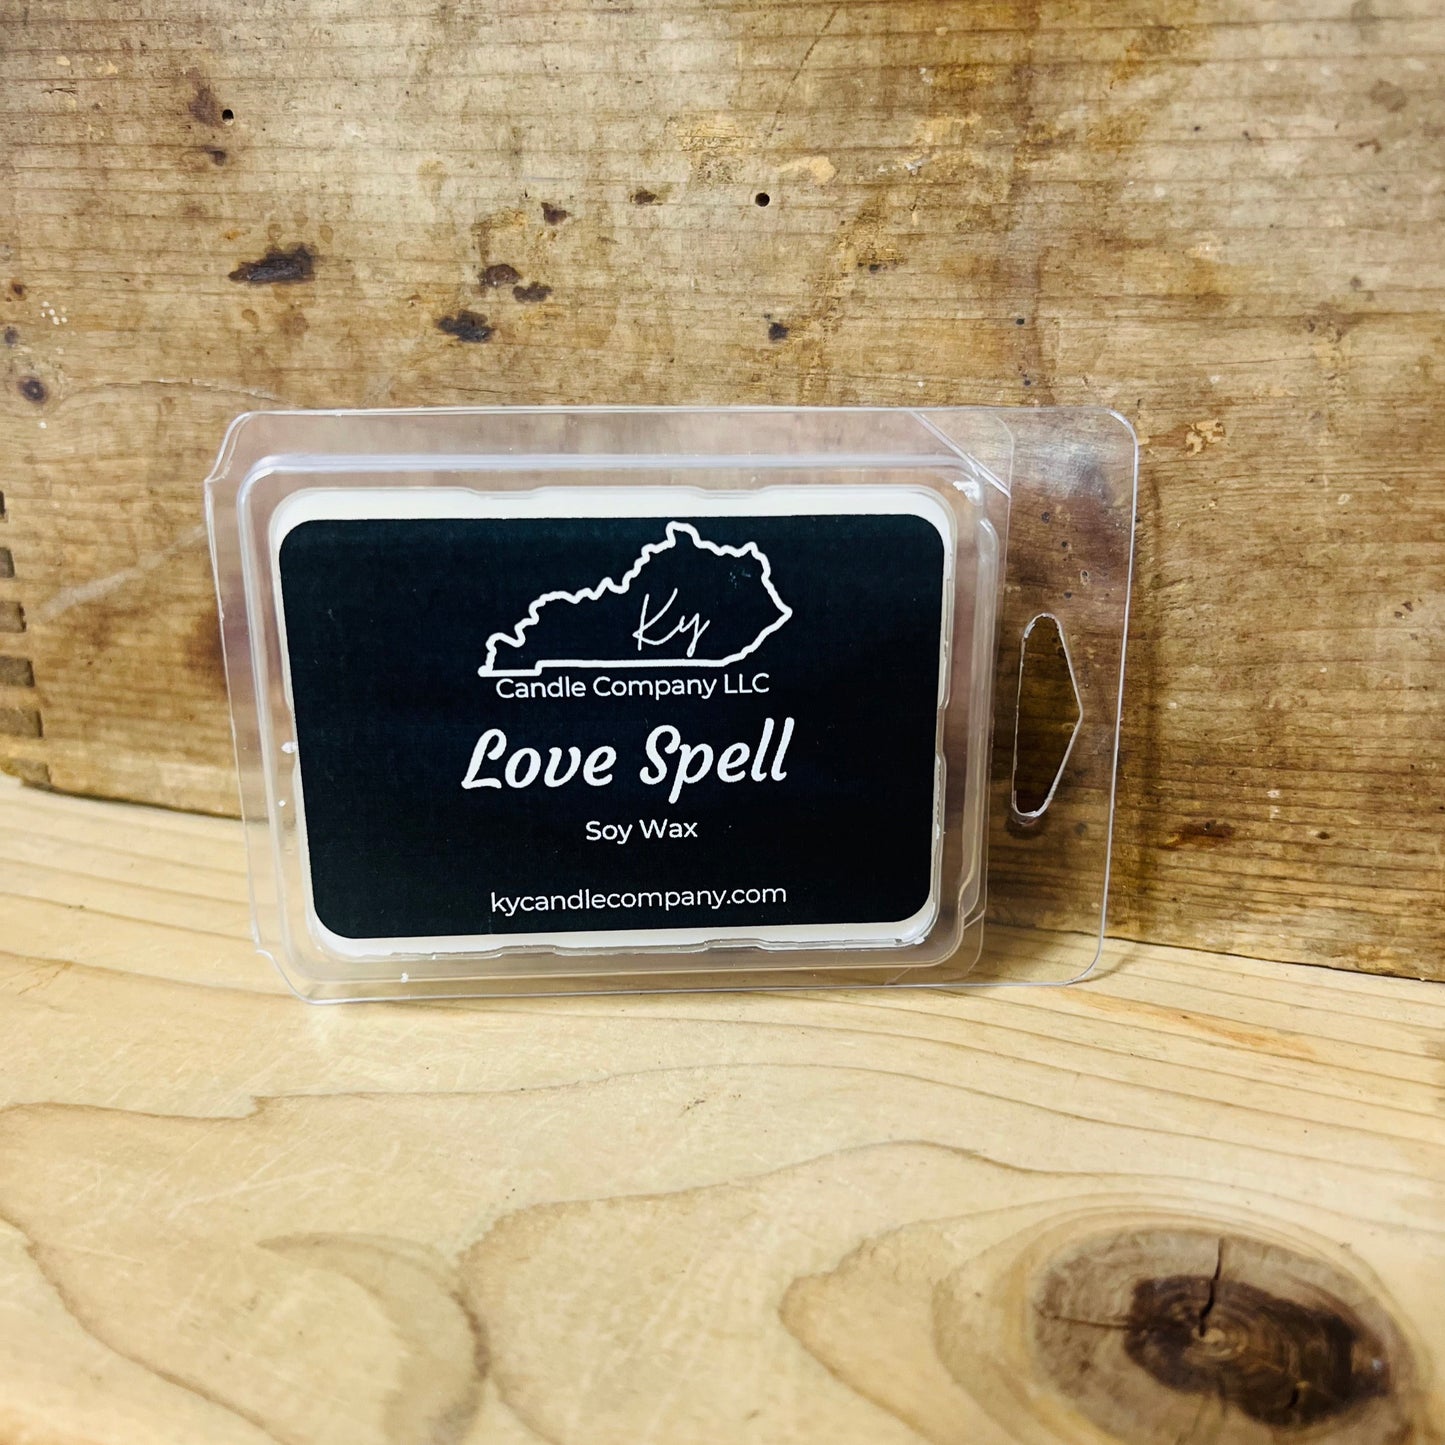 Ky
Candle Company LLC
Love Spell
Soy Wax
kycandlecompany.com